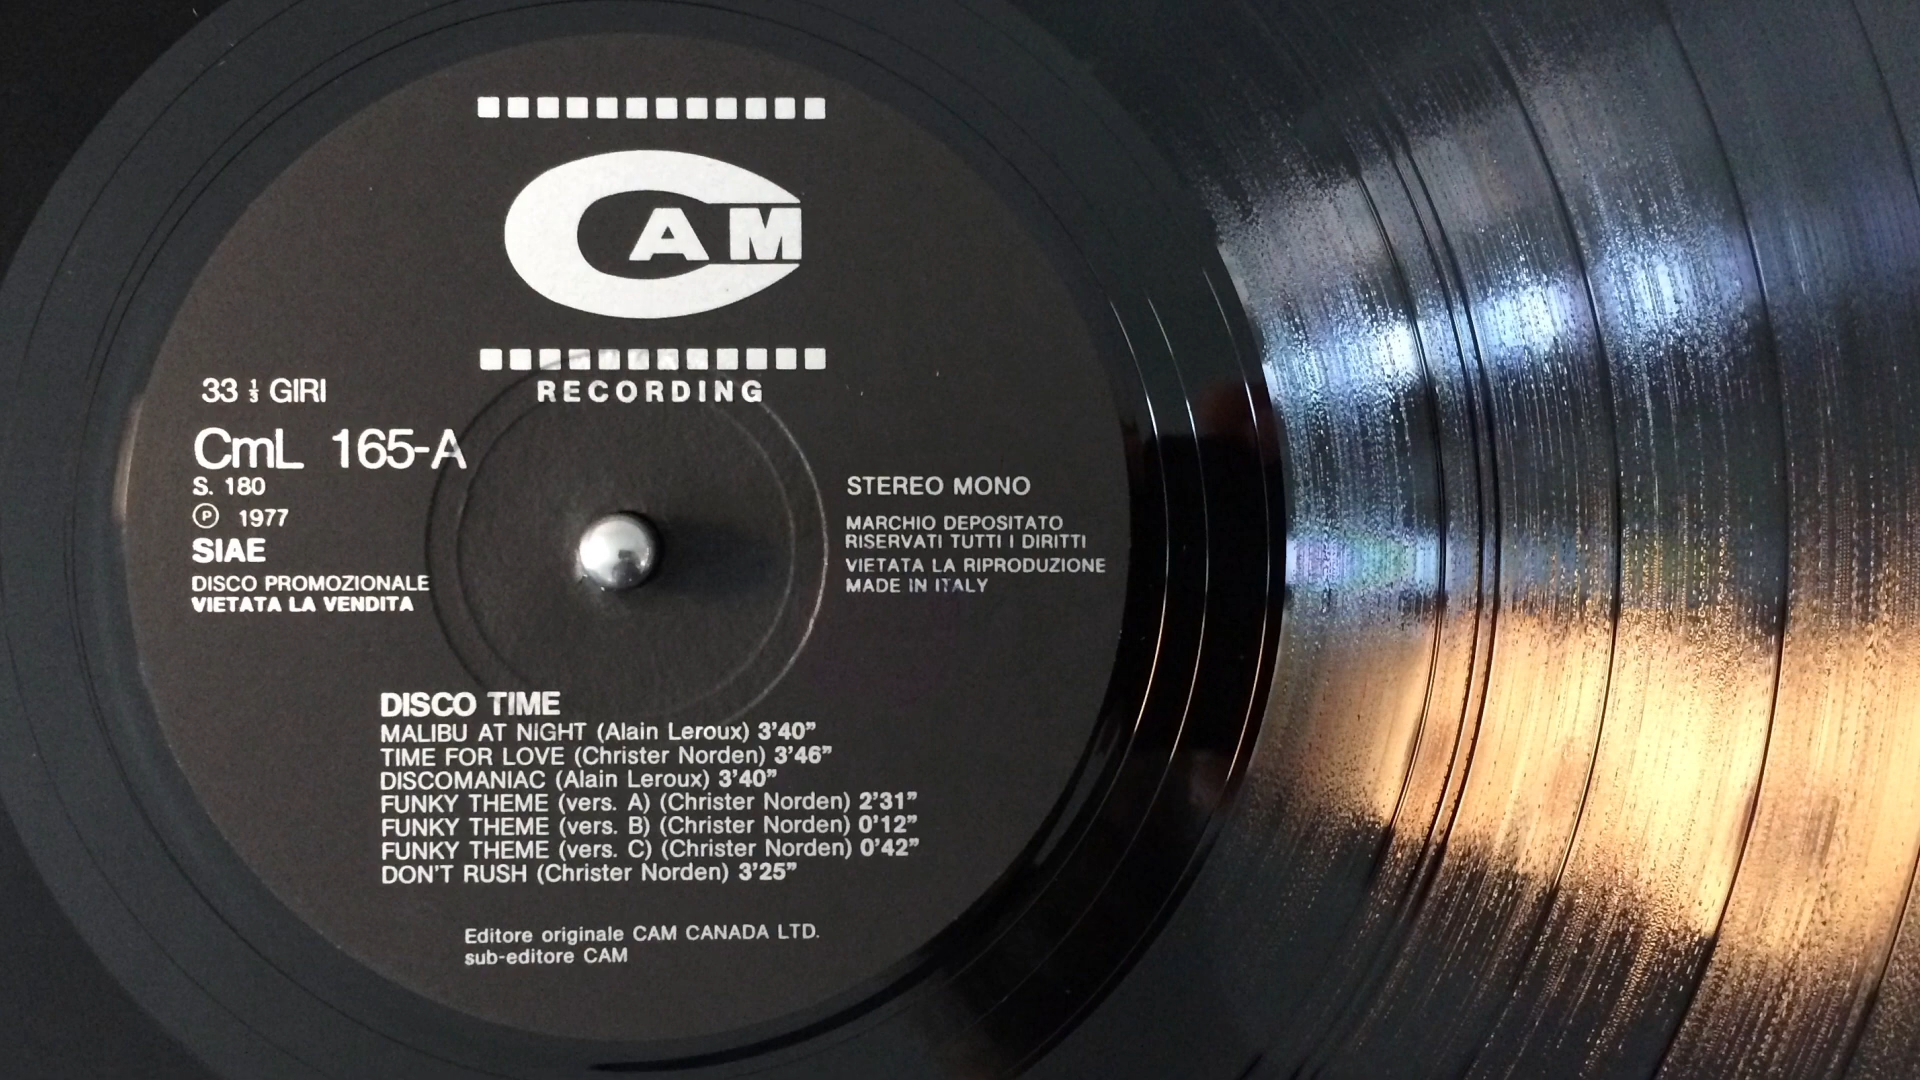 CAM
RECORDING
33 ⅓ GIRI
CmL 165-A
S. 180
Ⓟ 1977
SIAE
DISCO PROMOZIONALE
VIETATA LA VENDITA
STEREO MONO
MARCHIO DEPOSITATO
RISERVATI TUTTI I DIRITTI
VIETATA LA RIPRODUZIONE
MADE IN ITALY
DISCO TIME
MALIBU AT NIGHT (Alain Leroux) 3'40”
TIME FOR LOVE (Christer Norden) 3'46”
DISCOMANIAC (Alain Leroux) 3'40”
FUNKY THEME (vers. A) (Christer Norden) 2'31”
FUNKY THEME (vers. B) (Christer Norden) 0'12”
FUNKY THEME (vers. C) (Christer Norden) 0'42”
DON'T RUSH (Christer Norden) 3'25”
Editore originale CAM CANADA LTD.
sub-editore CAM